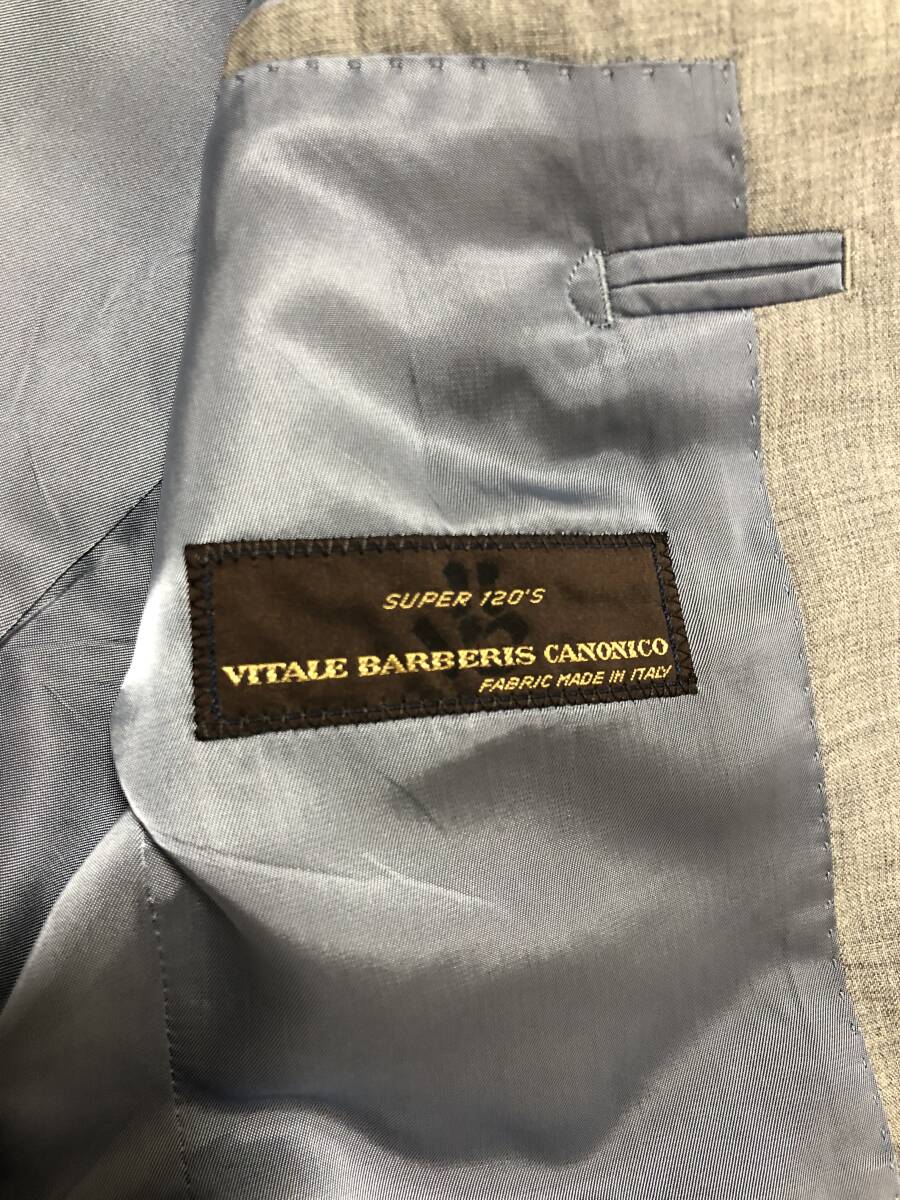 SUPER 120'S
VITALE BARBERIS CANONICO
FABRIC MADE IN ITALY